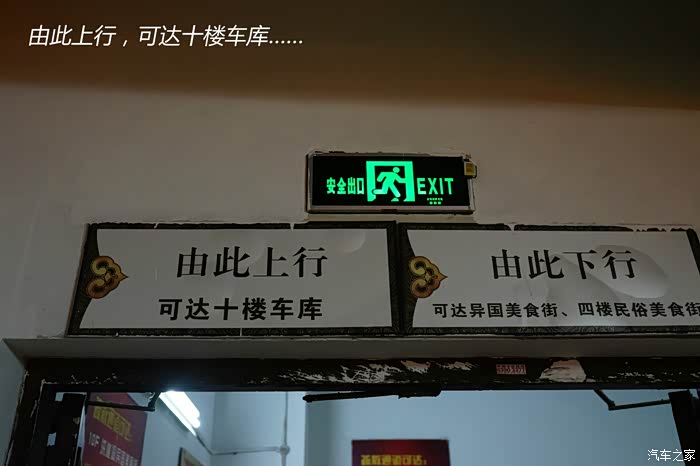 由此上行，可达十楼车库......
安全出口 EXIT
由此上行
可达十楼车库
由此下行
可达异国美食街、四楼民俗美食街
10F
汽车之家